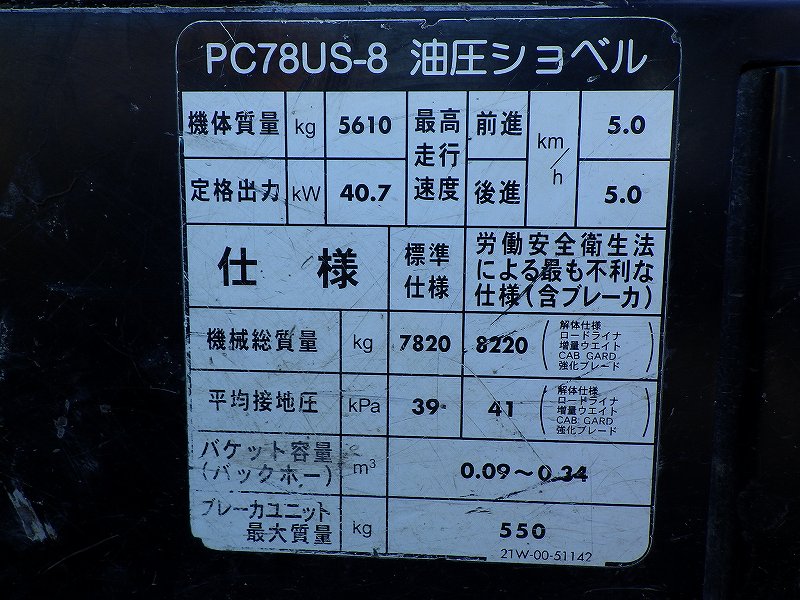 PC78US-8 油圧ショベル
機体質量 kg 5610 最高走行速度 前進 km/h 5.0
定格出力 kW 40.7 後進 5.0
仕様 標準仕様 労働安全衛生法による最も不利な仕様(含ブレーカ)
機械総質量 kg 7820 8220
(解体仕様
ロードライナ
増量ウエイト
CAB GARD
強化ブレード)
平均接地圧 kPa 39 41
(解体仕様
ロードライナ
増量ウエイト
CAB GARD
強化ブレード)
バケット容量
(バックホー) m³ 0.09～0.34
ブレーカユニット
最大質量 kg 550
21W-00-51142